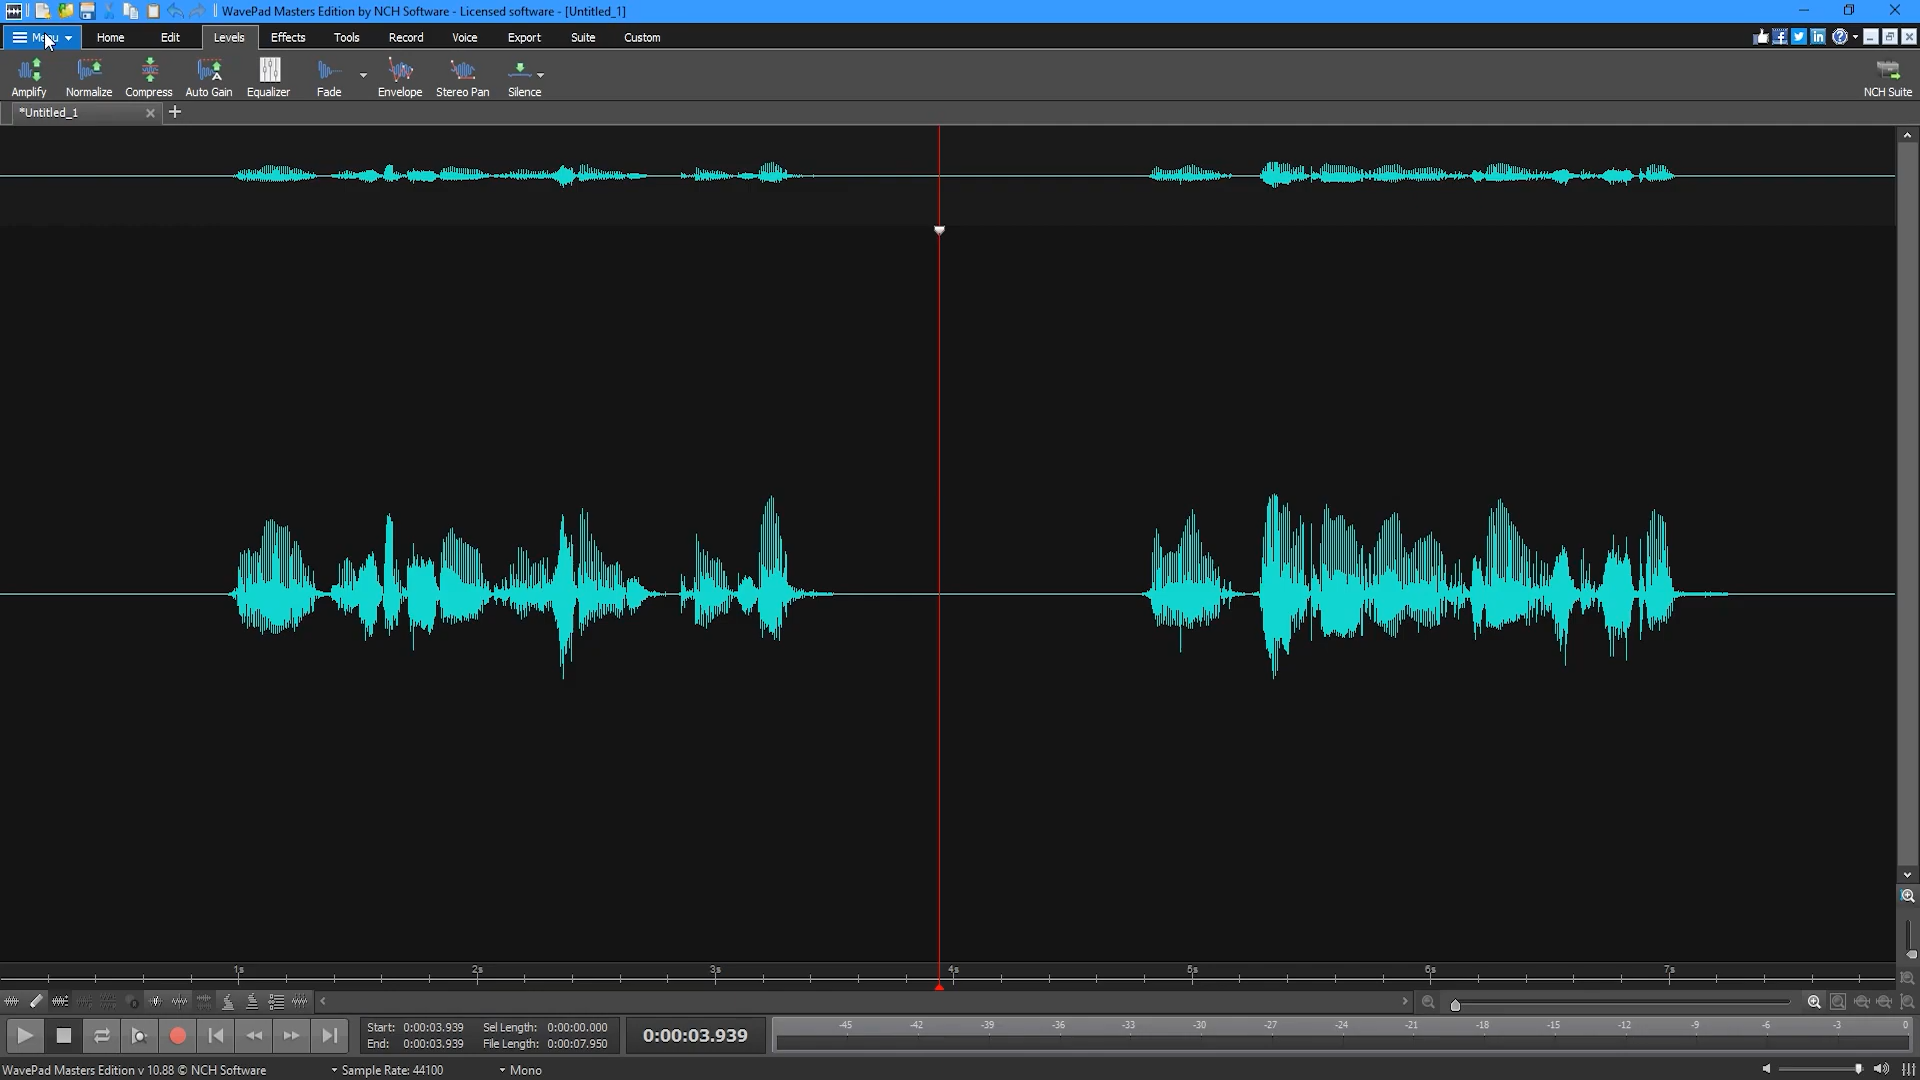 WavePad Masters Edition by NCH Software - Licensed software - [Untitled_1]
Menu Home Edit Levels Effects Tools Record Voice Export Suite Custom
Amplify Normalize Compress Auto Gain Equalizer Fade Envelope Stereo Pan Silence NCH Suite
*Untitled_1
1s 2s 3s 4s 5s 6s 7s
Start: 0:00:03.939 Sel Length: 0:00:00.000
End: 0:00:03.939 File Length: 0:00:07.950
0:00:03.939
-45 -42 -39 -36 -33 -30 -27 -24 -21 -18 -15 -12 -9 -6 -3 0
WavePad Masters Edition v 10.88 © NCH Software Sample Rate: 44100 Mono